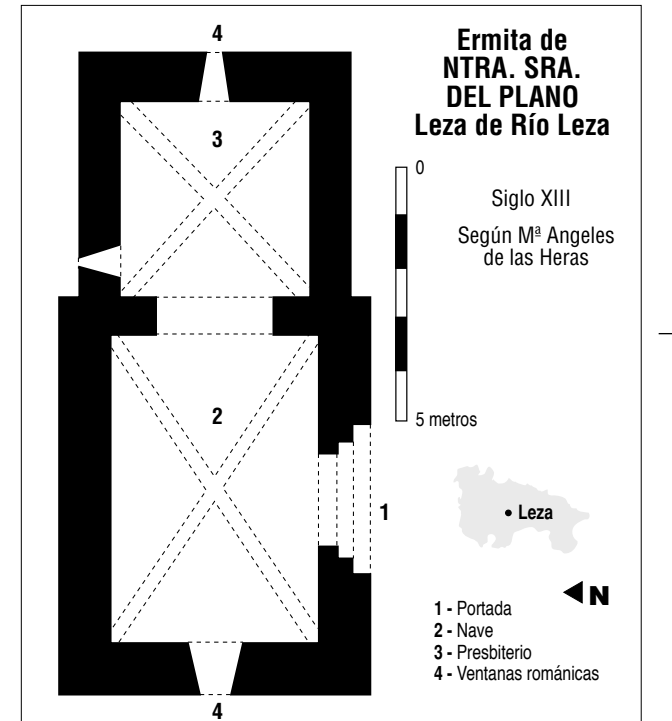 Ermita de
NTRA. SRA.
DEL PLANO
Leza de Río Leza
Siglo XIII
Según Mª Angeles
de las Heras
0
5 metros
4
3
2
1
4
Leza
N
1 - Portada
2 - Nave
3 - Presbiterio
4 - Ventanas románicas